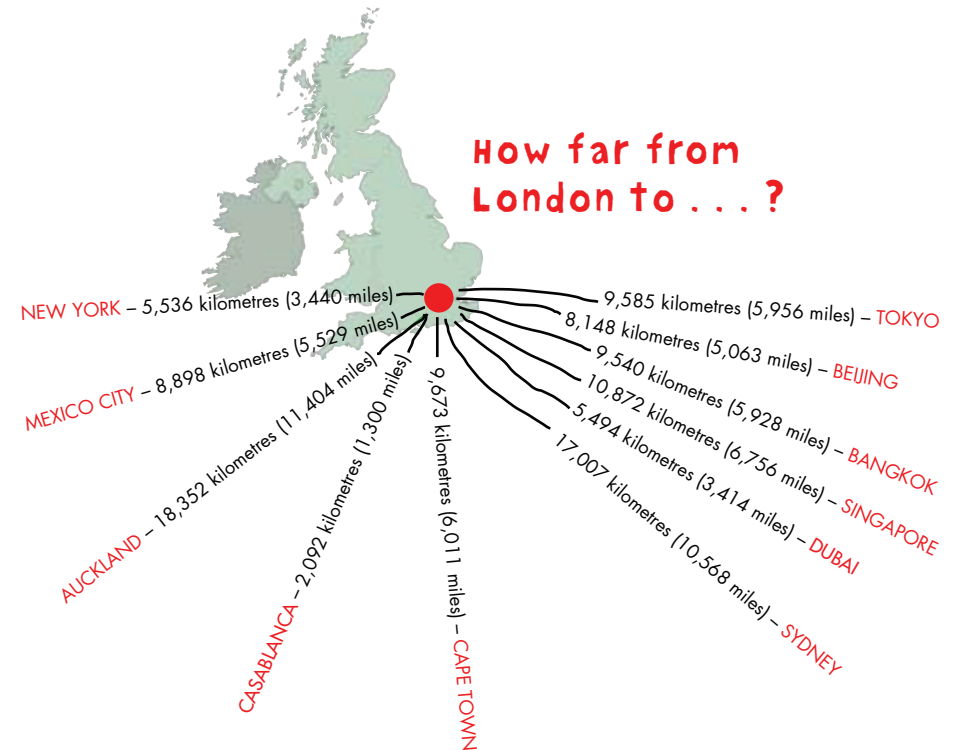 How far from
London to . . . ?
NEW YORK – 5,536 kilometres (3,440 miles)
MEXICO CITY – 8,898 kilometres (5,529 miles)
AUCKLAND – 18,352 kilometres (11,404 miles)
CASABLANCA – 2,092 kilometres (1,300 miles)
9,673 kilometres (6,011 miles) – CAPE TOWN
9,585 kilometres (5,956 miles) – TOKYO
8,148 kilometres (5,063 miles) – BEIJING
9,540 kilometres (5,928 miles) – BANGKOK
10,872 kilometres (6,756 miles) – SINGAPORE
5,494 kilometres (3,414 miles) – DUBAI
17,007 kilometres (10,568 miles) – SYDNEY